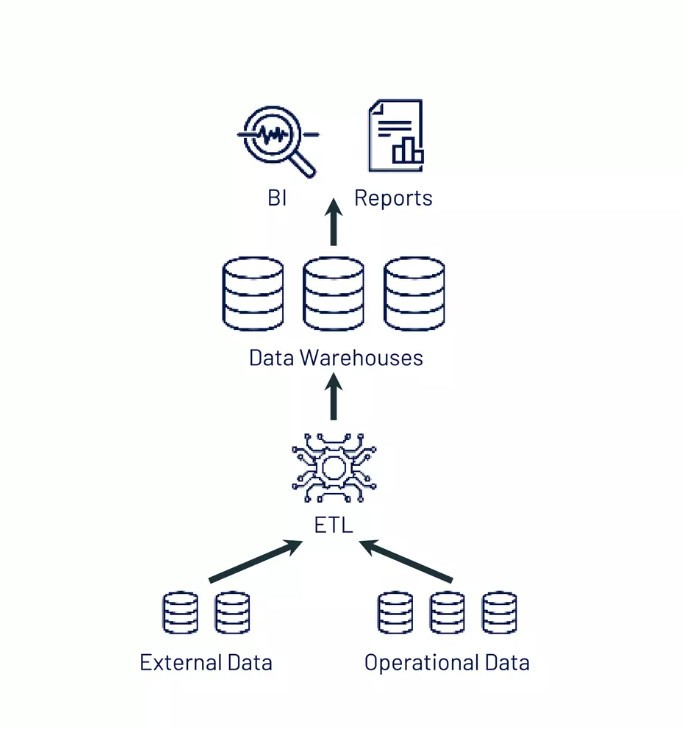 BI Reports
Data Warehouses
ETL
External Data Operational Data